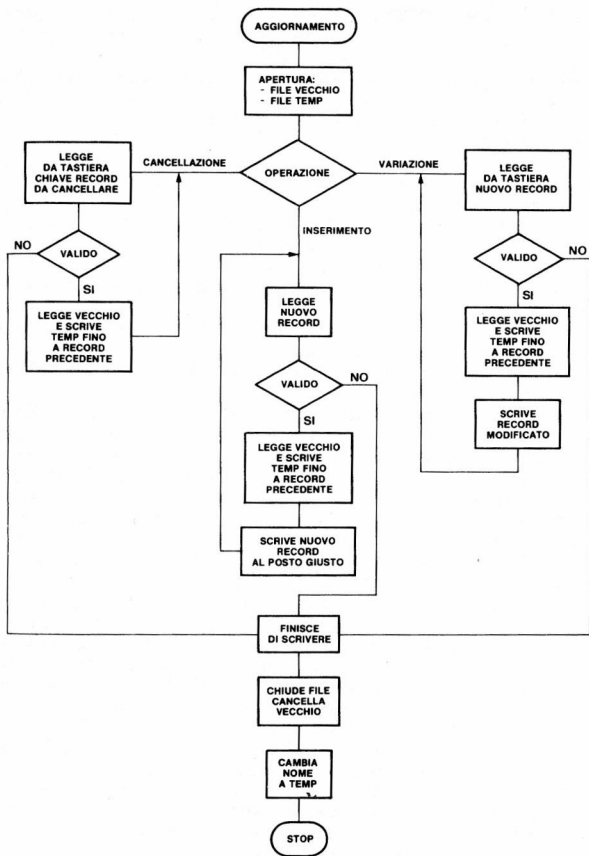 AGGIORNAMENTO
APERTURA:
- FILE VECCHIO
- FILE TEMP
OPERAZIONE
CANCELLAZIONE
LEGGE
DA TASTIERA
CHIAVE RECORD
DA CANCELLARE
NO
VALIDO
SI
LEGGE VECCHIO
E SCRIVE
TEMP FINO
A RECORD
PRECEDENTE
INSERIMENTO
LEGGE
NUOVO
RECORD
VALIDO
NO
SI
LEGGE VECCHIO
E SCRIVE
TEMP FINO
A RECORD
PRECEDENTE
SCRIVE NUOVO
RECORD
AL POSTO GIUSTO
VARIAZIONE
LEGGE
DA TASTIERA
NUOVO RECORD
VALIDO
NO
SI
LEGGE VECCHIO
E SCRIVE
TEMP FINO
A RECORD
PRECEDENTE
SCRIVE
RECORD
MODIFICATO
FINISCE
DI SCRIVERE
CHIUDE FILE
CANCELLA
VECCHIO
CAMBIA
NOME
A TEMP
STOP